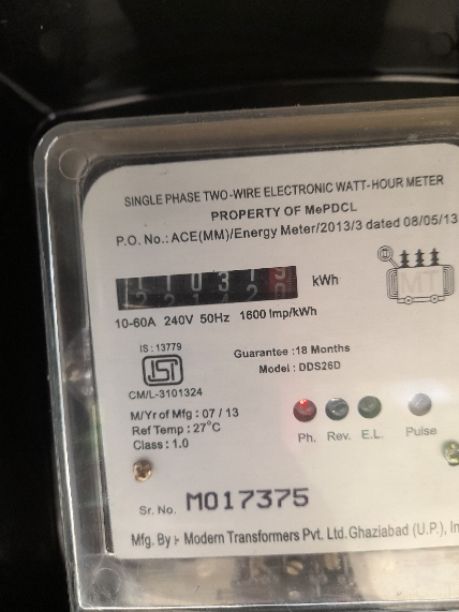 SINGLE PHASE TWO-WIRE ELECTRONIC WATT-HOUR METER
PROPERTY OF MePDCL
P.O. No.: ACE(MM)/Energy Meter/2013/3 dated 08/05/13
kWh
10-60A 240V 50Hz 1600 Imp/kWh
IS : 13779
ISI
CM/L-3101324
Guarantee :18 Months
Model : DDS26D
MT
M/Yr of Mfg : 07 / 13
Ref Temp : 27°C
Class : 1.0
Ph. Rev. E.L. Pulse
Sr. No. M017375
Mfg. By :- Modern Transformers Pvt. Ltd. Ghaziabad (U.P.),